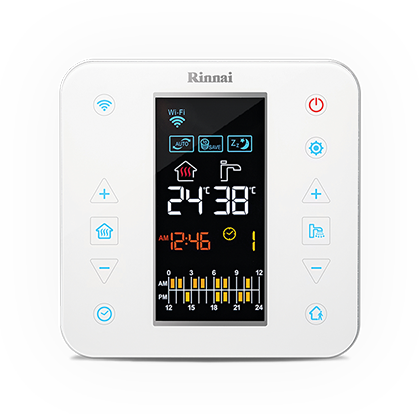 Rinnai
Wi-Fi
AUTO SAVE Zz
24°C 38°C
AM 12:46 1
0 3 6 9 12
AM
PM
12 15 18 21 24